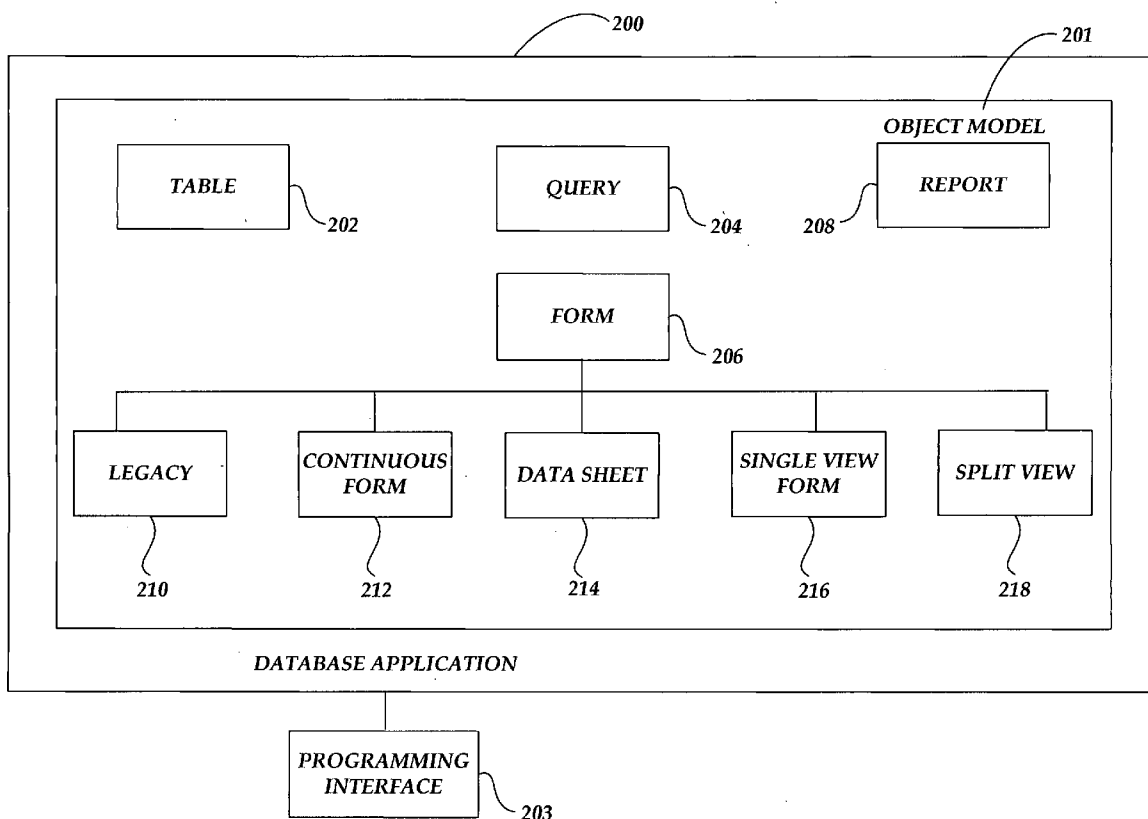 200
201
OBJECT MODEL
TABLE
QUERY
REPORT
202
204
208
FORM
206
LEGACY
CONTINUOUS
FORM
DATA SHEET
SINGLE VIEW
FORM
SPLIT VIEW
210
212
214
216
218
DATABASE APPLICATION
PROGRAMMING
INTERFACE
203